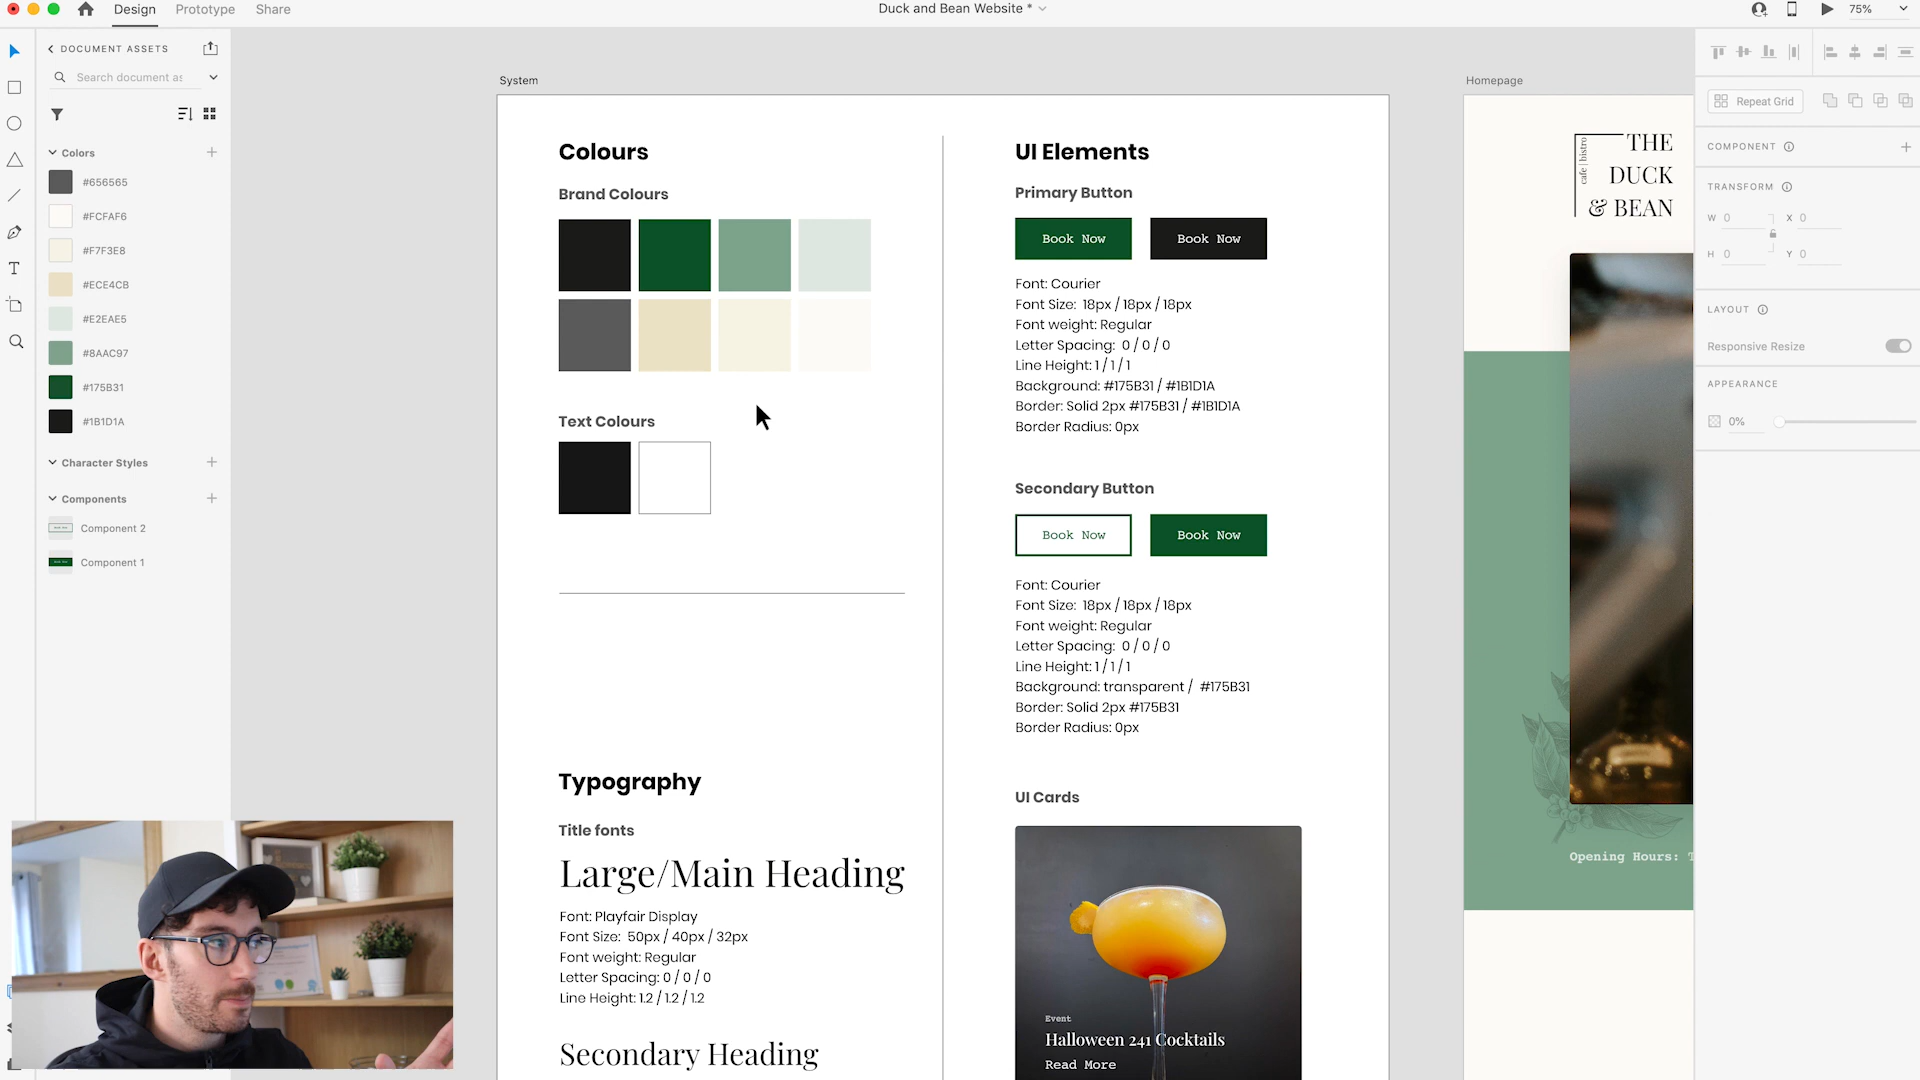 Design
Prototype
Share
Duck and Bean Website *
75%
DOCUMENT ASSETS
Search document as
Colors
#656565
#FCFAF6
#F7F3E8
#ECE4CB
#E2EAE5
#8AAC97
#175B31
#1B1D1A
Character Styles
Components
Component 2
Component 1
System
Colours
Brand Colours
Text Colours
Typography
Title fonts
Large/Main Heading
Font: Playfair Display
Font Size: 50px / 40px / 32px
Font weight: Regular
Letter Spacing: 0 / 0 / 0
Line Height: 1.2 / 1.2 / 1.2
Secondary Heading
UI Elements
Primary Button
Book Now
Book Now
Font: Courier
Font Size: 18px / 18px / 18px
Font weight: Regular
Letter Spacing: 0 / 0 / 0
Line Height: 1 / 1 / 1
Background: #175B31 / #1B1D1A
Border: Solid 2px #175B31 / #1B1D1A
Border Radius: 0px
Secondary Button
Book Now
Book Now
Font: Courier
Font Size: 18px / 18px / 18px
Font weight: Regular
Letter Spacing: 0 / 0 / 0
Line Height: 1 / 1 / 1
Background: transparent / #175B31
Border: Solid 2px #175B31
Border Radius: 0px
UI Cards
Event
Halloween 241 Cocktails
Read More
Homepage
cafe | bistro
THE
DUCK
& BEAN
Opening Hours: T
Repeat Grid
COMPONENT
TRANSFORM
W 0
X 0
H 0
Y 0
LAYOUT
Responsive Resize
APPEARANCE
0%